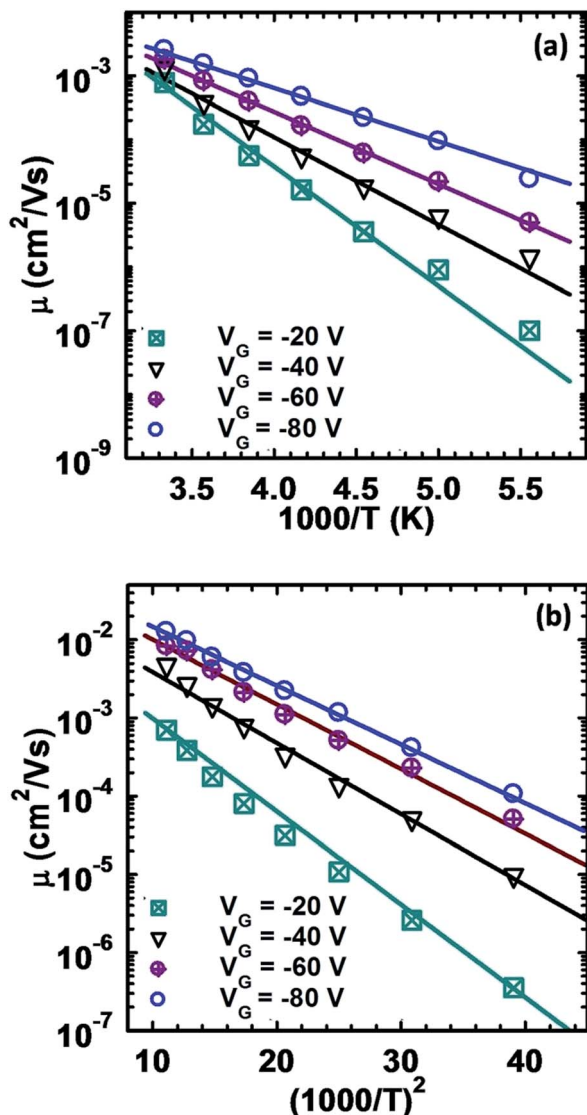 (a)
10⁻³
10⁻⁵
10⁻⁷
10⁻⁹
μ (cm²/Vs)
V_G = -20 V
V_G = -40 V
V_G = -60 V
V_G = -80 V
3.5 4.0 4.5 5.0 5.5
1000/T (K)
(b)
10⁻²
10⁻³
10⁻⁴
10⁻⁵
10⁻⁶
10⁻⁷
μ (cm²/Vs)
V_G = -20 V
V_G = -40 V
V_G = -60 V
V_G = -80 V
10 20 30 40
(1000/T)²